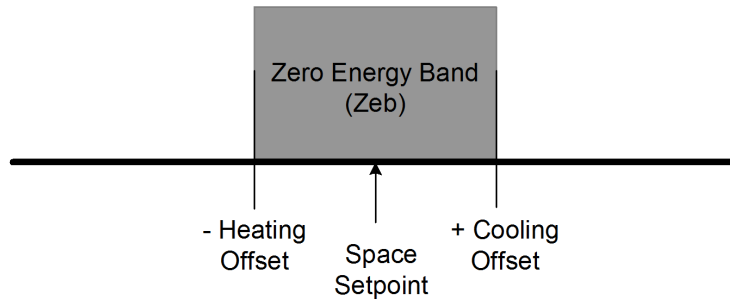 Zero Energy Band
(Zeb)
- Heating
Offset
Space
Setpoint
+ Cooling
Offset